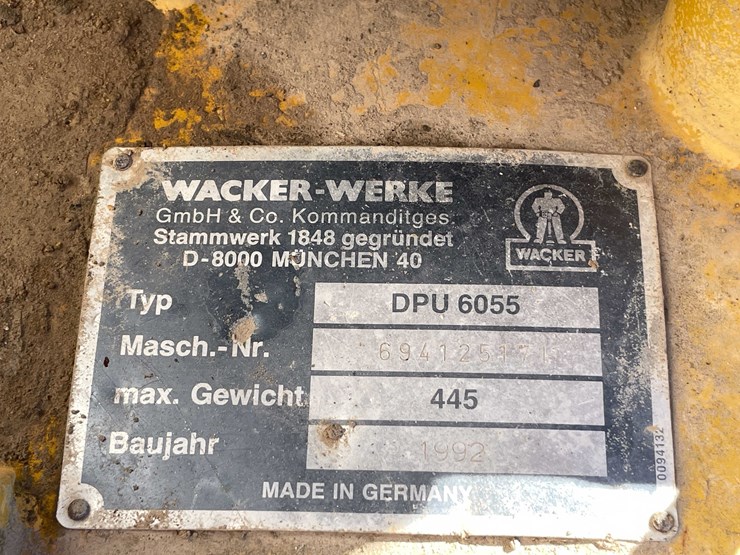 WACKER-WERKE
GmbH & Co. Kommanditges.
Stammwerk 1848 gegründet
D-8000 MÜNCHEN 40
WACKER
Typ DPU 6055
Masch.-Nr.
max. Gewicht 445
Baujahr 1992
MADE IN GERMANY
0094132